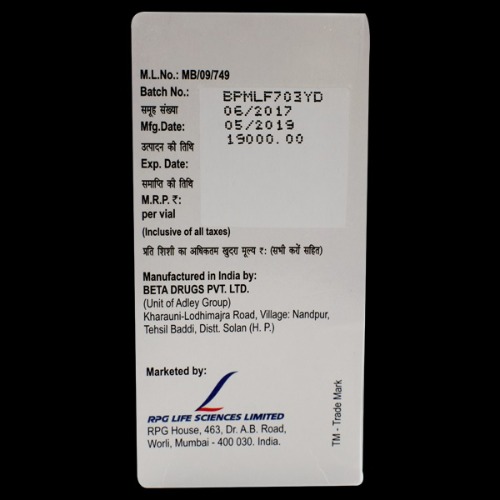 M.L.No.: MB/09/749
Batch No.: BPMLF703YD
समूह संख्या 06/2017
Mfg.Date: 05/2019
उत्पादन की तिथि 19000.00
Exp. Date:
समाप्ति की तिथि
M.R.P. ₹:
per vial
(Inclusive of all taxes)
प्रति शिशी का अधिकतम खुदरा मूल्य ₹: (सभी करों सहित)
Manufactured in India by:
BETA DRUGS PVT. LTD.
(Unit of Adley Group)
Kharauni-Lodhimajra Road, Village: Nandpur,
Tehsil Baddi, Distt. Solan (H. P.)
Marketed by:
RPG LIFE SCIENCES LIMITED
RPG House, 463, Dr. A.B. Road,
Worli, Mumbai - 400 030. India.
TM - Trade Mark